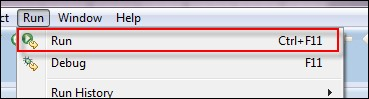 Run Window Help
Run Ctrl+F11
Debug F11
Run History